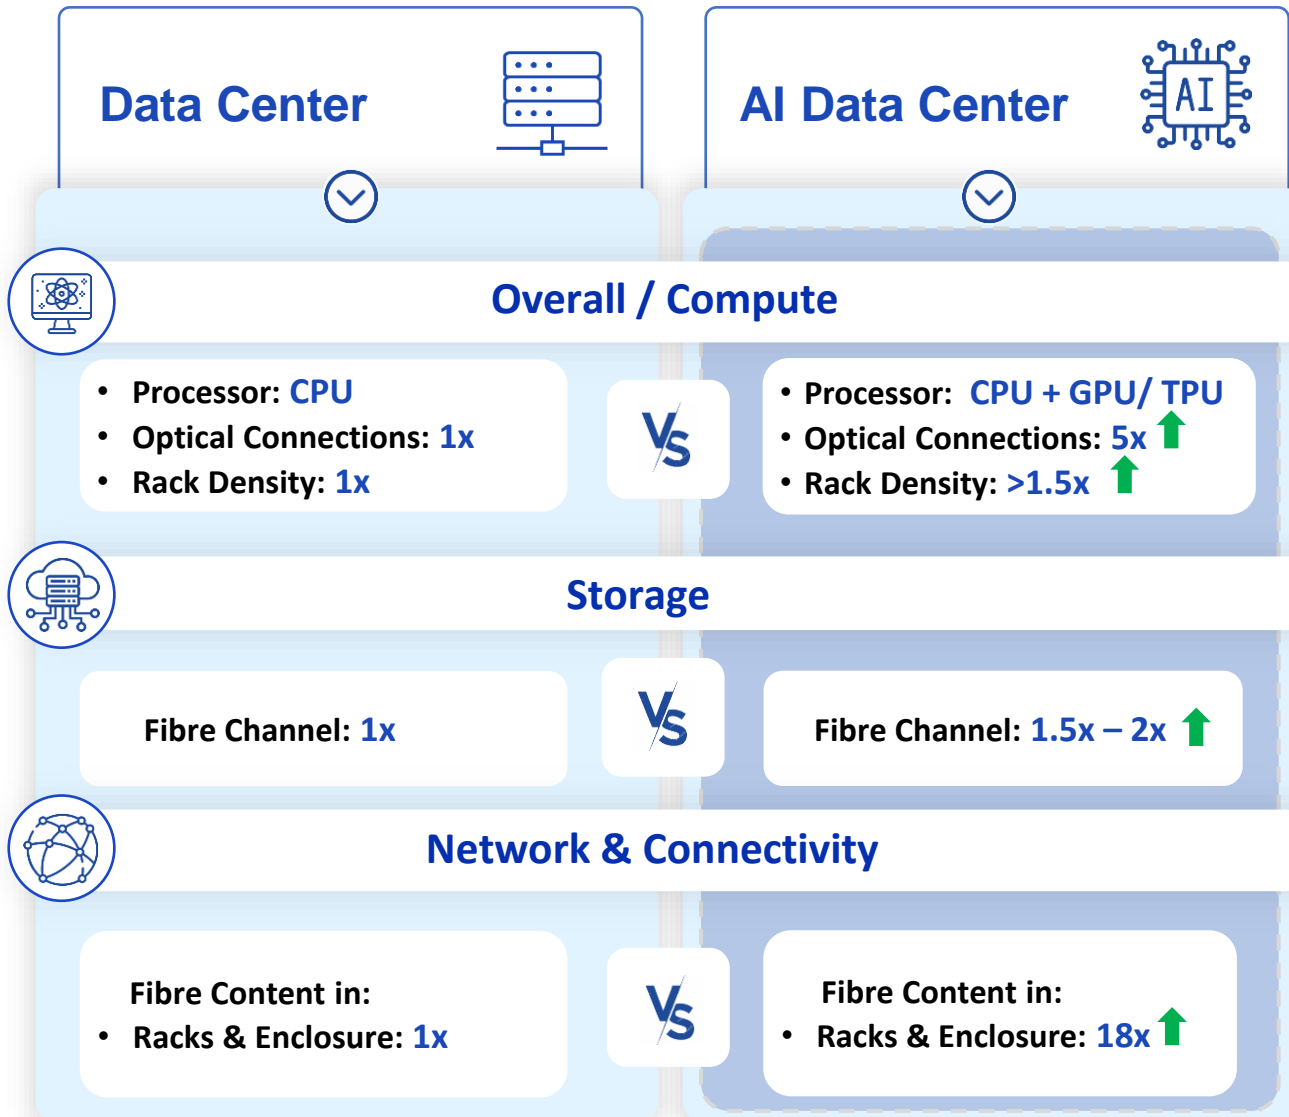 Data Center
AI Data Center
AI
Overall / Compute
• Processor: CPU
• Optical Connections: 1x
• Rack Density: 1x
VS
• Processor: CPU + GPU/ TPU
• Optical Connections: 5x
• Rack Density: >1.5x
Storage
Fibre Channel: 1x
VS
Fibre Channel: 1.5x – 2x
Network & Connectivity
Fibre Content in:
• Racks & Enclosure: 1x
VS
Fibre Content in:
• Racks & Enclosure: 18x